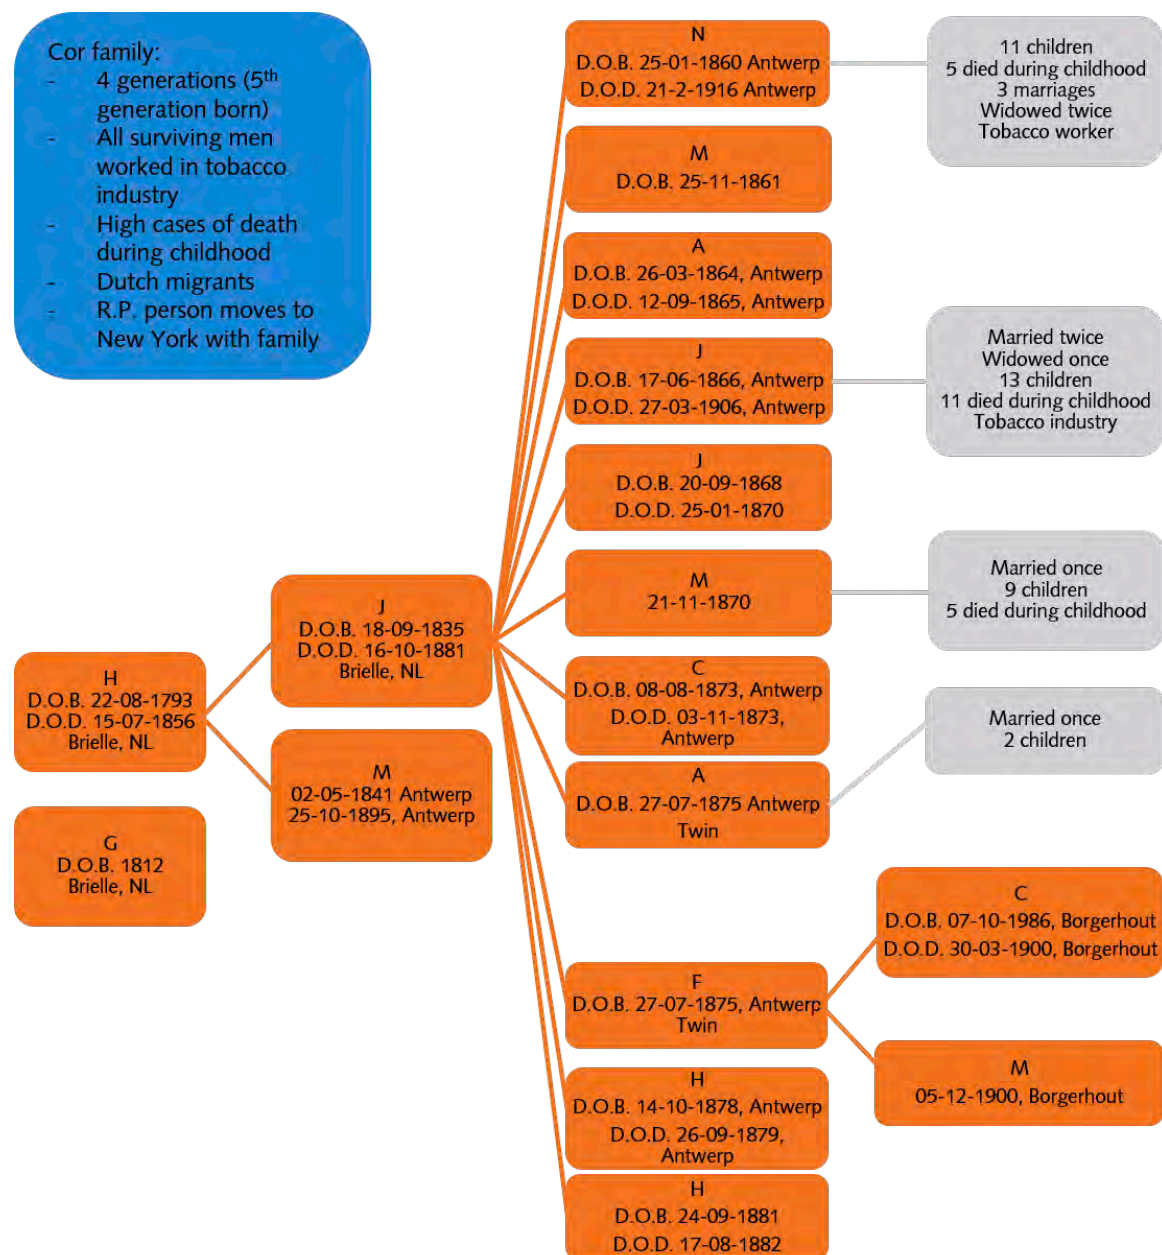 Cor family:
- 4 generations (5th
generation born)
- All surviving men
worked in tobacco
industry
- High cases of death
during childhood
- Dutch migrants
- R.P. person moves to
New York with family
H
D.O.B. 22-08-1793
D.O.D. 15-07-1856
Brielle, NL
G
D.O.B. 1812
Brielle, NL
J
D.O.B. 18-09-1835
D.O.D. 16-10-1881
Brielle, NL
M
02-05-1841 Antwerp
25-10-1895, Antwerp
N
D.O.B. 25-01-1860 Antwerp
D.O.D. 21-2-1916 Antwerp
11 children
5 died during childhood
3 marriages
Widowed twice
Tobacco worker
M
D.O.B. 25-11-1861
A
D.O.B. 26-03-1864, Antwerp
D.O.D. 12-09-1865, Antwerp
J
D.O.B. 17-06-1866, Antwerp
D.O.D. 27-03-1906, Antwerp
Married twice
Widowed once
13 children
11 died during childhood
Tobacco industry
J
D.O.B. 20-09-1868
D.O.D. 25-01-1870
M
21-11-1870
Married once
9 children
5 died during childhood
C
D.O.B. 08-08-1873, Antwerp
D.O.D. 03-11-1873,
Antwerp
A
D.O.B. 27-07-1875 Antwerp
Twin
Married once
2 children
F
D.O.B. 27-07-1875, Antwerp
Twin
C
D.O.B. 07-10-1986, Borgerhout
D.O.D. 30-03-1900, Borgerhout
M
05-12-1900, Borgerhout
H
D.O.B. 14-10-1878, Antwerp
D.O.D. 26-09-1879,
Antwerp
H
D.O.B. 24-09-1881
D.O.D. 17-08-1882